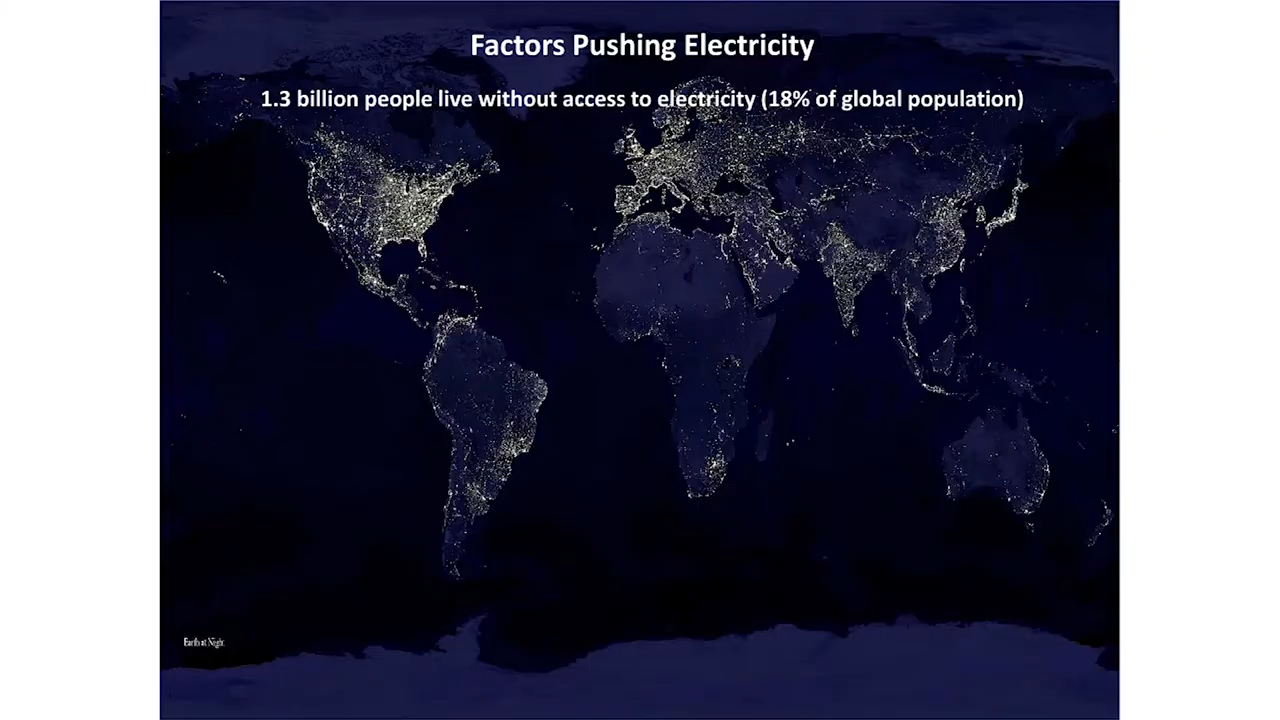 Factors Pushing Electricity
1.3 billion people live without access to electricity (18% of global population)
Earth at Night